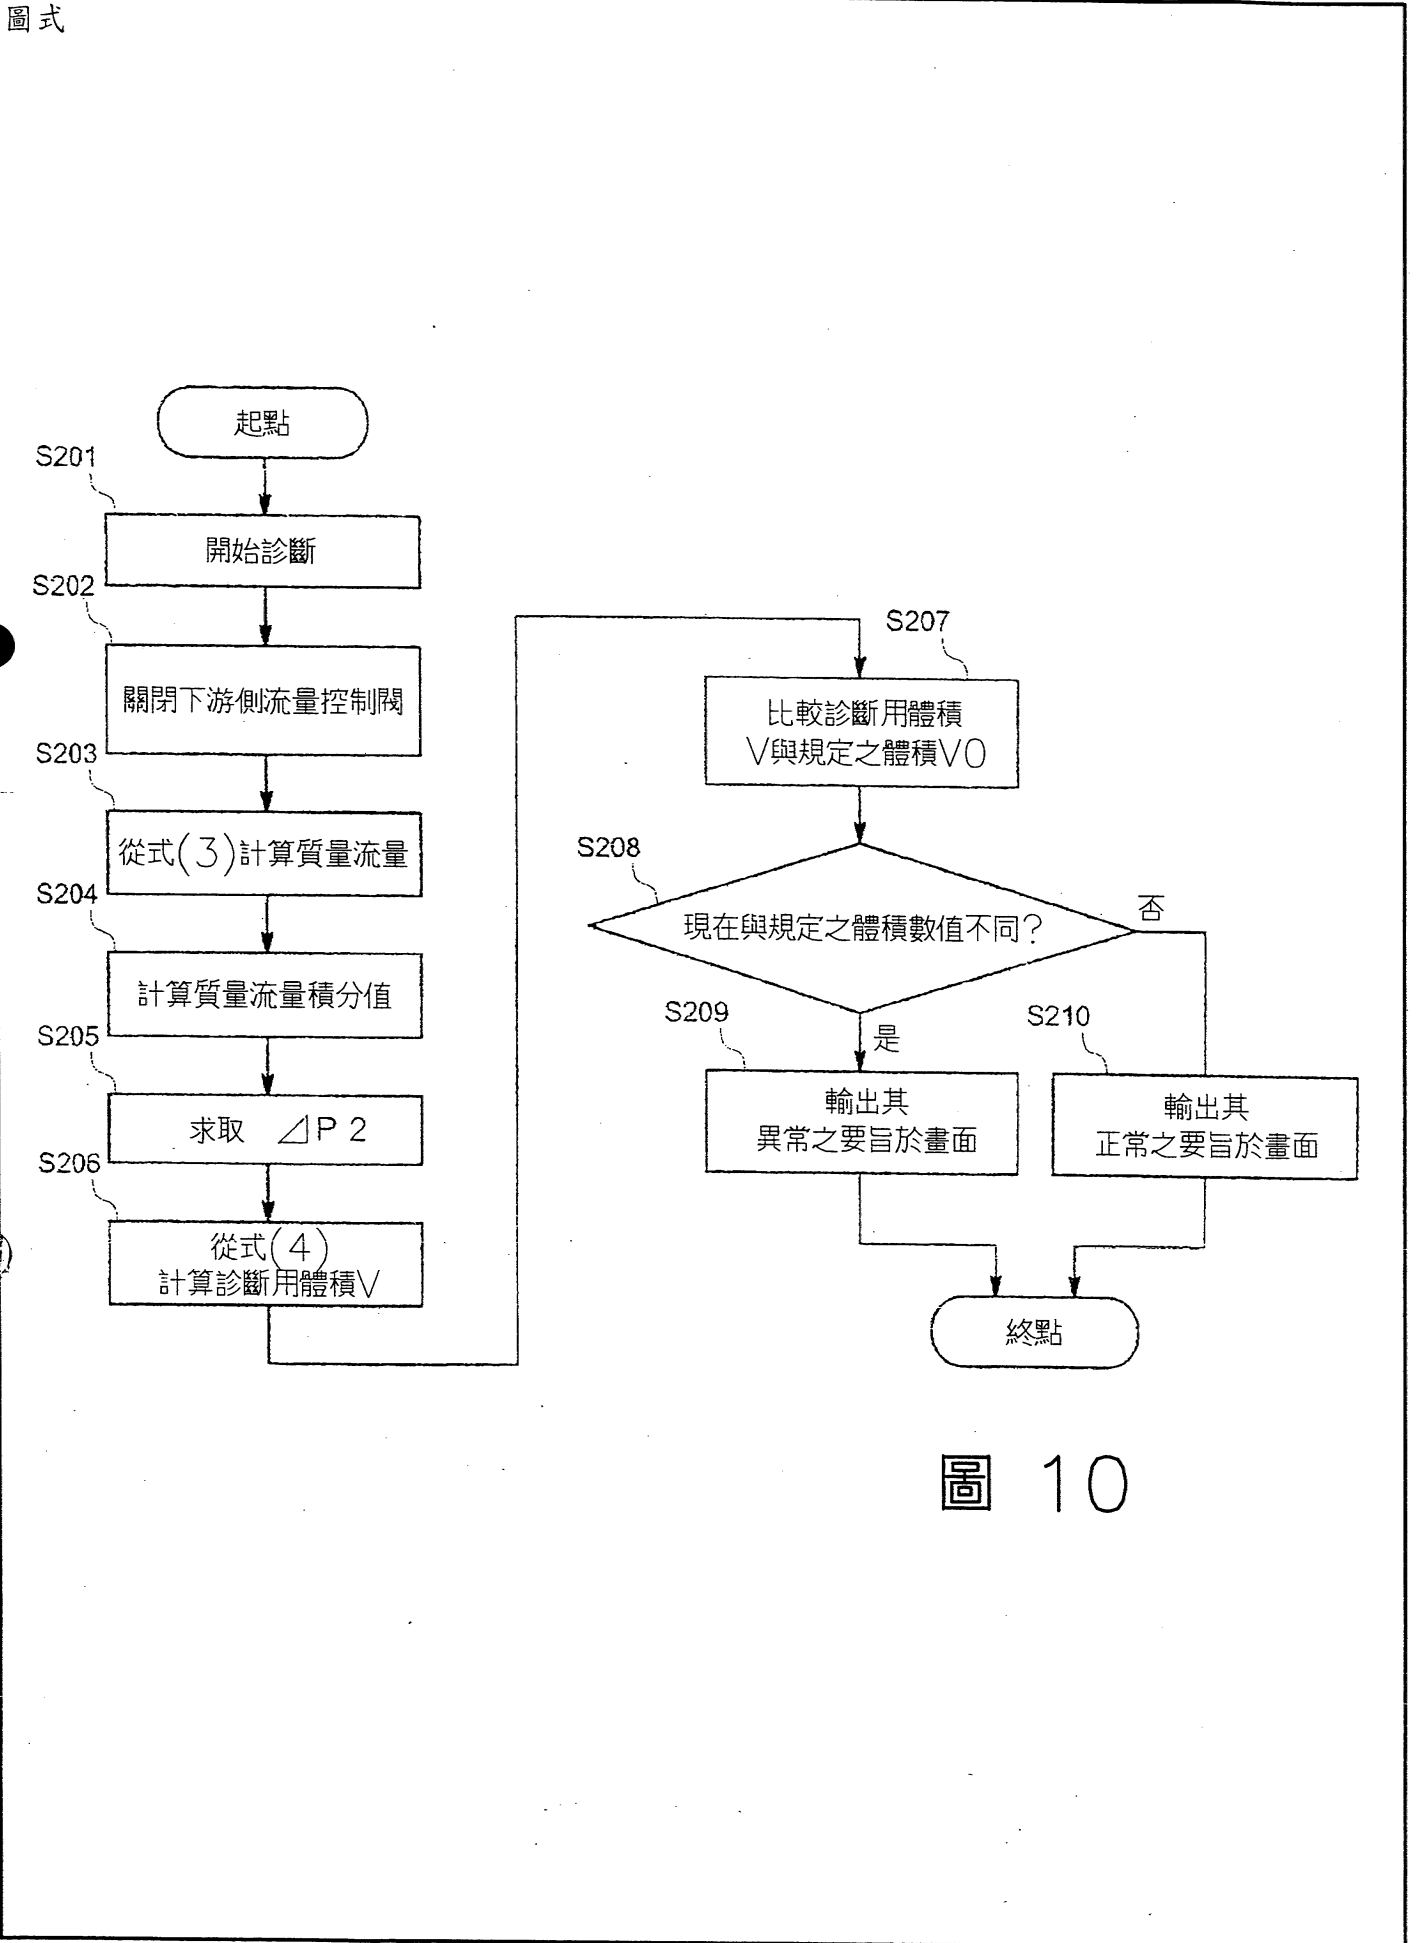 圖式
起點
S201
開始診斷
S202
關閉下游側流量控制閥
S203
從式(3)計算質量流量
S204
計算質量流量積分值
S205
求取 ⊿P2
S206
從式(4)
計算診斷用體積V
S207
比較診斷用體積
V與規定之體積V0
S208
現在與規定之體積數值不同?
否
是
S209
輸出其
異常之要旨於畫面
S210
輸出其
正常之要旨於畫面
終點
圖 10